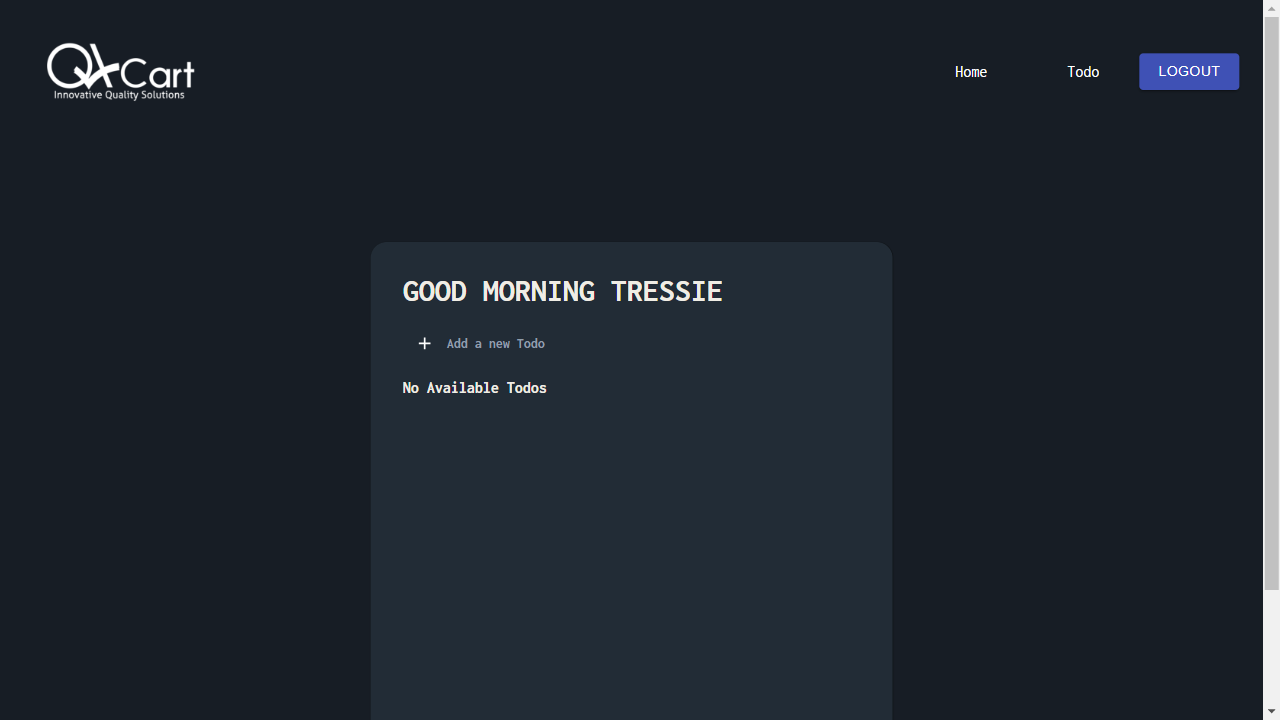 QACart
Innovative Quality Solutions
Home
Todo
LOGOUT
GOOD MORNING TRESSIE
Add a new Todo
No Available Todos